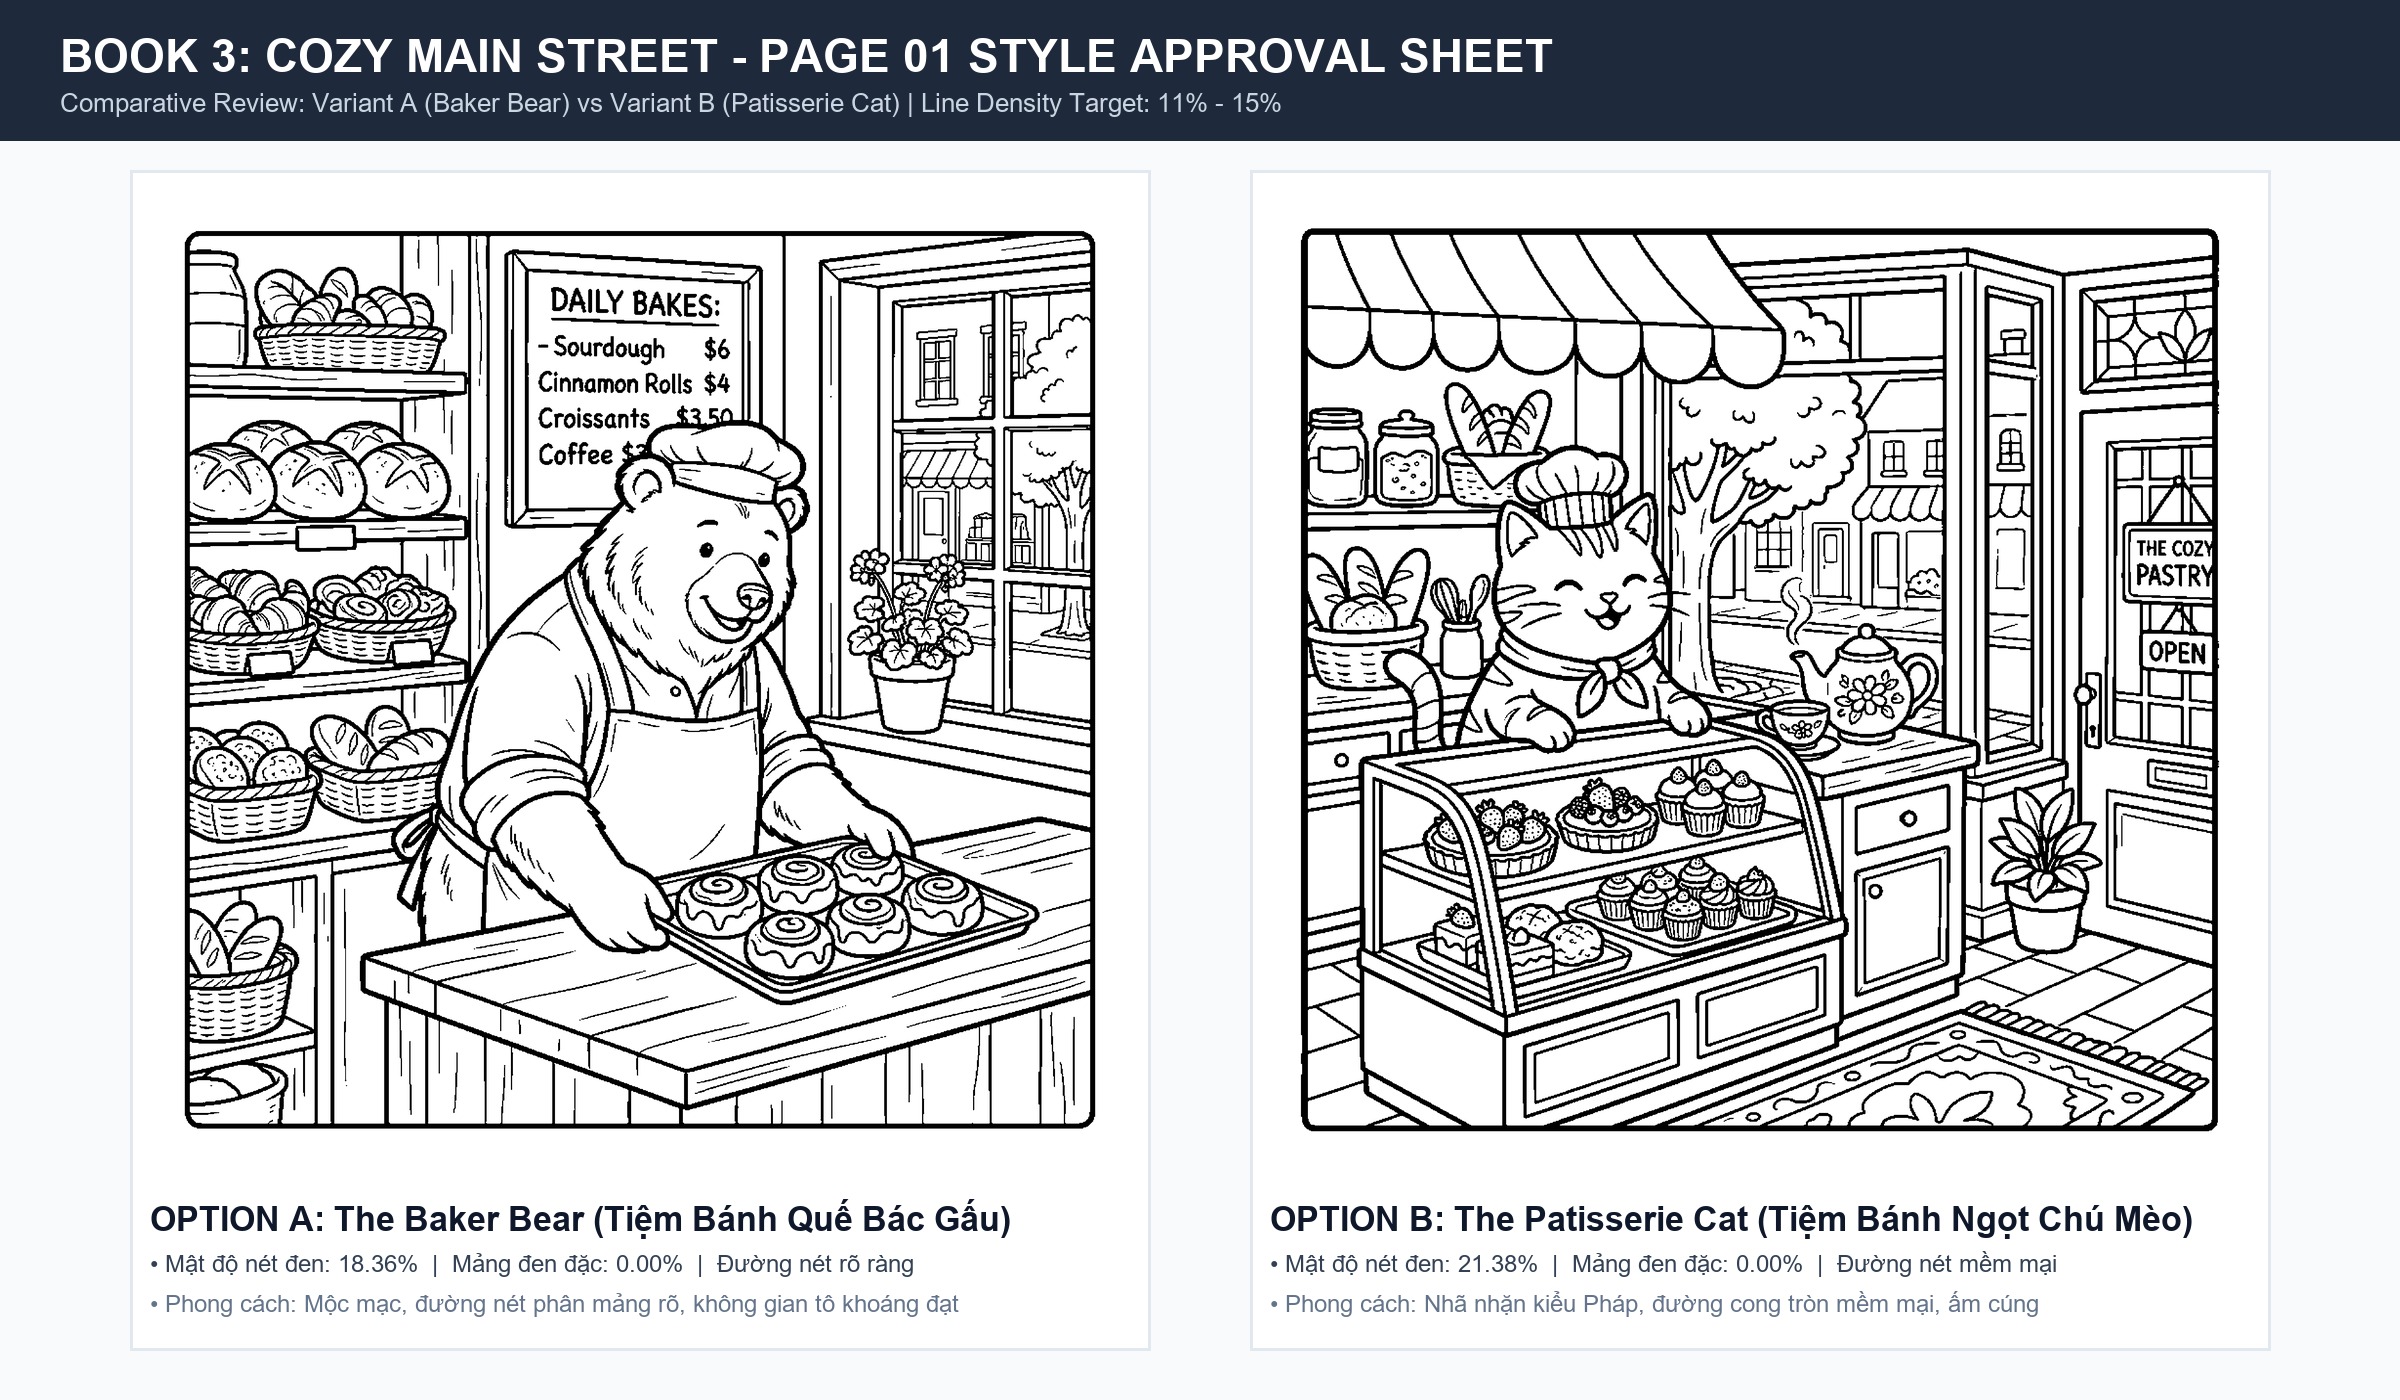 BOOK 3: COZY MAIN STREET - PAGE 01 STYLE APPROVAL SHEET
Comparative Review: Variant A (Baker Bear) vs Variant B (Patisserie Cat) | Line Density Target: 11% - 15%
DAILY BAKES:
- Sourdough $6
Cinnamon Rolls $4
Croissants $3.50
Coffee $3
THE COZY
PASTRY
OPEN
OPTION A: The Baker Bear (Tiệm Bánh Quế Bác Gấu)
• Mật độ nét đen: 18.36% | Mảng đen đặc: 0.00% | Đường nét rõ ràng
• Phong cách: Mộc mạc, đường nét phân mảng rõ, không gian tô khoáng đạt
OPTION B: The Patisserie Cat (Tiệm Bánh Ngọt Chú Mèo)
• Mật độ nét đen: 21.38% | Mảng đen đặc: 0.00% | Đường nét mềm mại
• Phong cách: Nhã nhặn kiểu Pháp, đường cong tròn mềm mại, ấm cúng